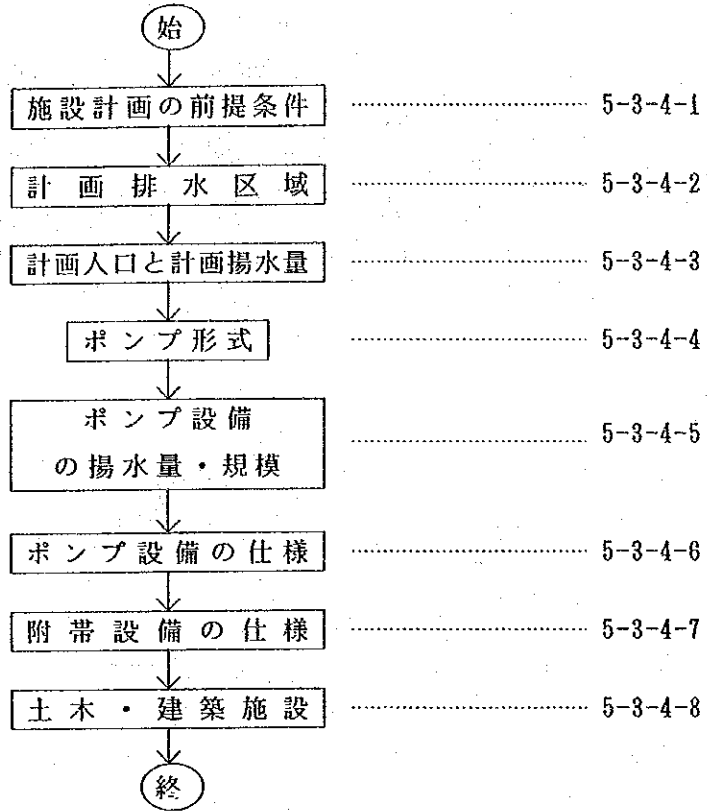 始
施設計画の前提条件 ………………………… 5-3-4-1
計画排水区域 ………………………… 5-3-4-2
計画人口と計画揚水量 ………………………… 5-3-4-3
ポンプ形式 ………………………… 5-3-4-4
ポンプ設備
の揚水量・規模 ………………………… 5-3-4-5
ポンプ設備の仕様 ………………………… 5-3-4-6
附帯設備の仕様 ………………………… 5-3-4-7
土木・建築施設 ………………………… 5-3-4-8
終